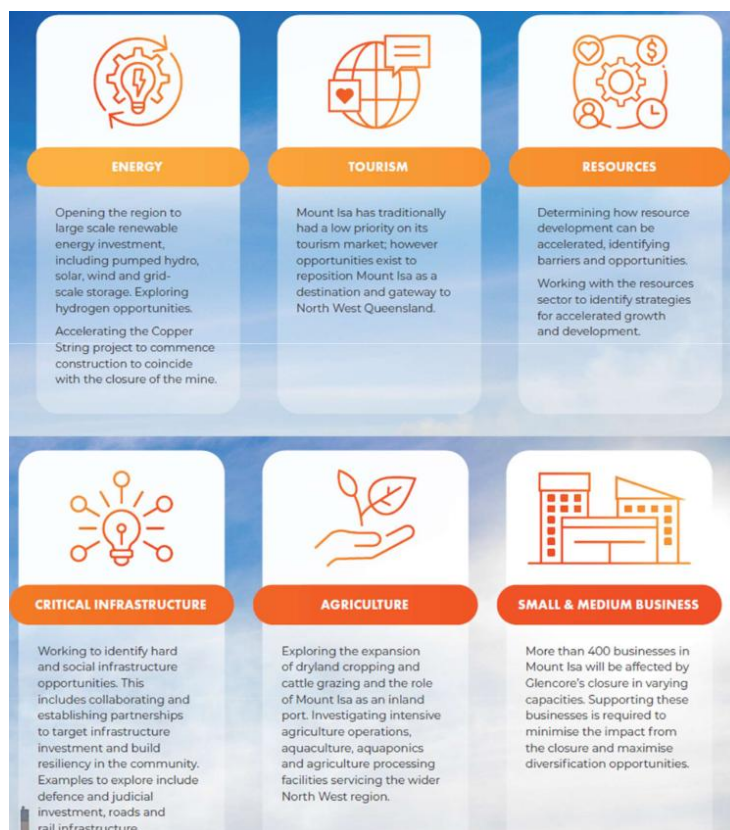 ENERGY
Opening the region to
large scale renewable
energy investment,
including pumped hydro,
solar, wind and grid-
scale storage. Exploring
hydrogen opportunities.
Accelerating the Copper
String project to commence
construction to coincide
with the closure of the mine.
TOURISM
Mount Isa has traditionally
had a low priority on its
tourism market; however
opportunities exist to
reposition Mount Isa as a
destination and gateway to
North West Queensland.
$
RESOURCES
Determining how resource
development can be
accelerated, identifying
barriers and opportunities.
Working with the resources
sector to identify strategies
for accelerated growth
and development.
CRITICAL INFRASTRUCTURE
Working to identify hard
and social infrastructure
opportunities. This
includes collaborating and
establishing partnerships
to target infrastructure
investment and build
resiliency in the community.
Examples to explore include
defence and judicial
investment, roads and
rail infrastructure
AGRICULTURE
Exploring the expansion
of dryland cropping and
cattle grazing and the role
of Mount Isa as an inland
port. Investigating intensive
agriculture operations,
aquaculture, aquaponics
and agriculture processing
facilities servicing the wider
North West region.
SMALL & MEDIUM BUSINESS
More than 400 businesses in
Mount Isa will be affected by
Glencore's closure in varying
capacities. Supporting these
businesses is required to
minimise the impact from
the closure and maximise
diversification opportunities.